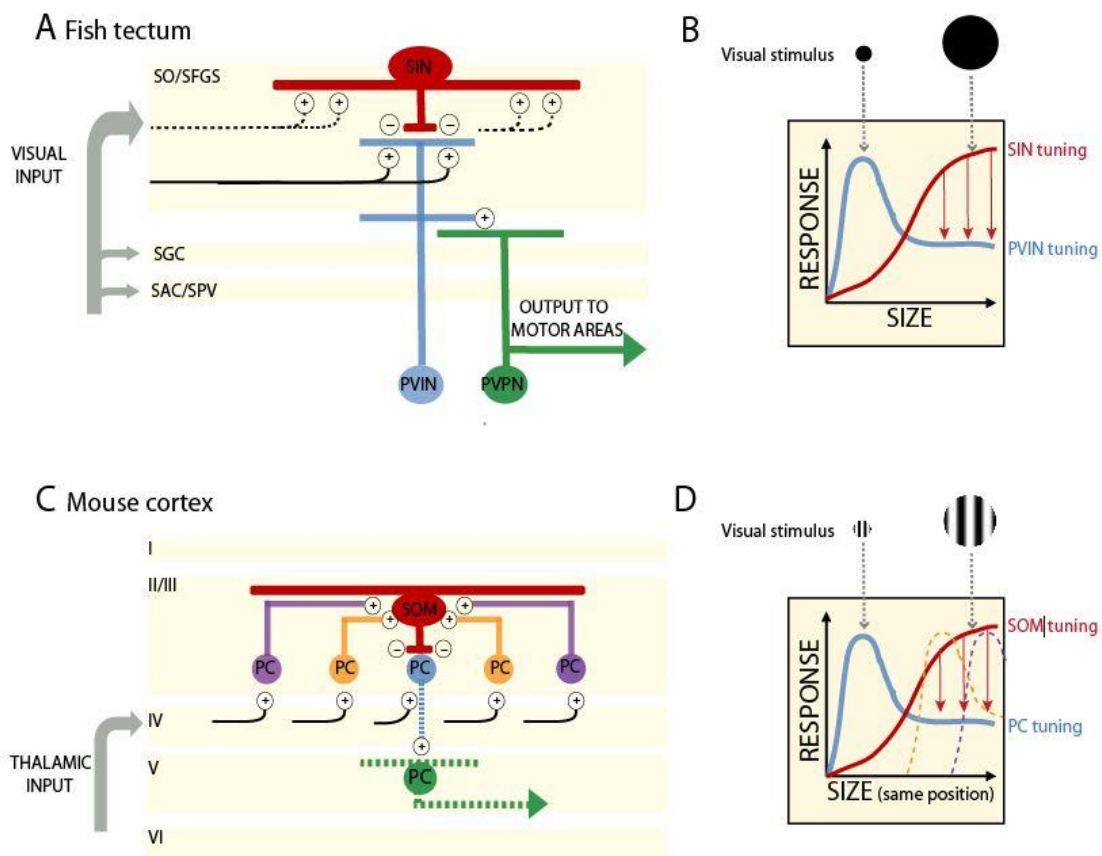 A Fish tectum
SO/SFGS
SIN
+
+
+
+
−
−
+
+
VISUAL
INPUT
+
SGC
SAC/SPV
OUTPUT TO
MOTOR AREAS
PVIN
PVPN
B
Visual stimulus
RESPONSE
SIN tuning
PVIN tuning
SIZE
C Mouse cortex
I
II/III
+
SOM
+
+
+
−
−
PC
PC
PC
PC
PC
+
+
+
+
+
IV
+
V
PC
THALAMIC
INPUT
VI
D
Visual stimulus
RESPONSE
SOM tuning
PC tuning
SIZE (same position)